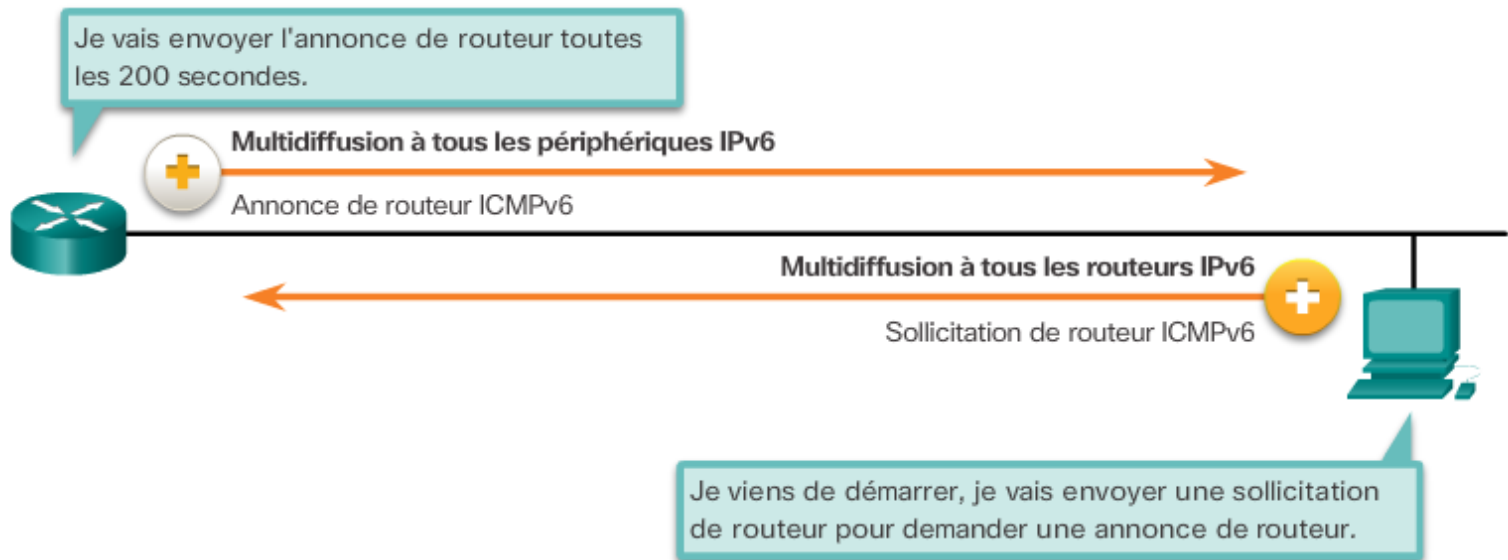 Je vais envoyer l'annonce de routeur toutes
les 200 secondes.
Multidiffusion à tous les périphériques IPv6
Annonce de routeur ICMPv6
Multidiffusion à tous les routeurs IPv6
Sollicitation de routeur ICMPv6
Je viens de démarrer, je vais envoyer une sollicitation
de routeur pour demander une annonce de routeur.